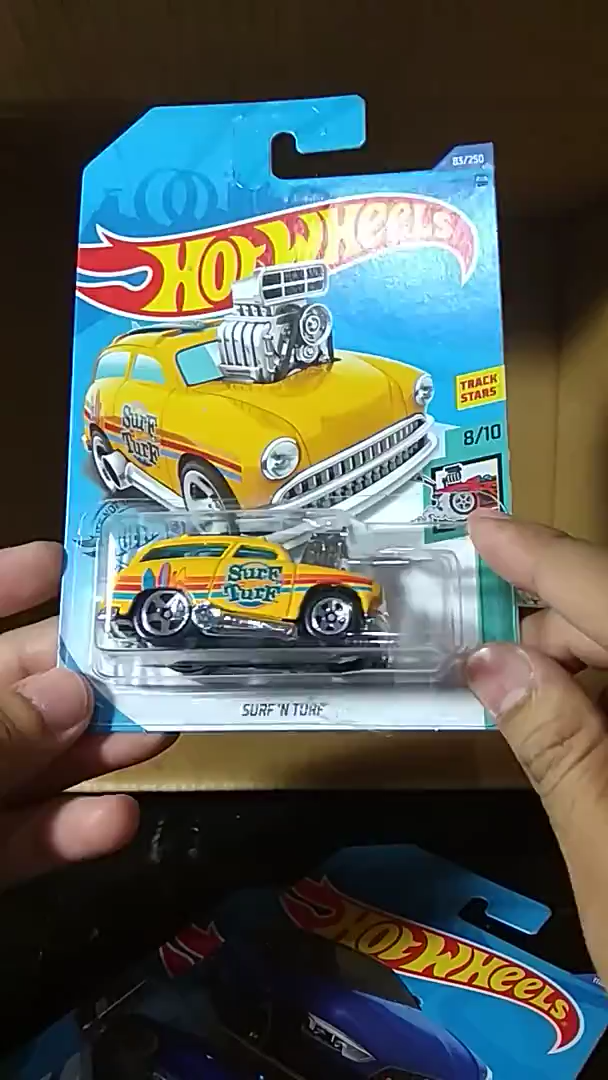 83/250
HOT WHEELS
TRACK
STARS
8/10
SURF
'N
TURF
SURF
'N
TURF
SURF 'N TURF
HOT WHEELS